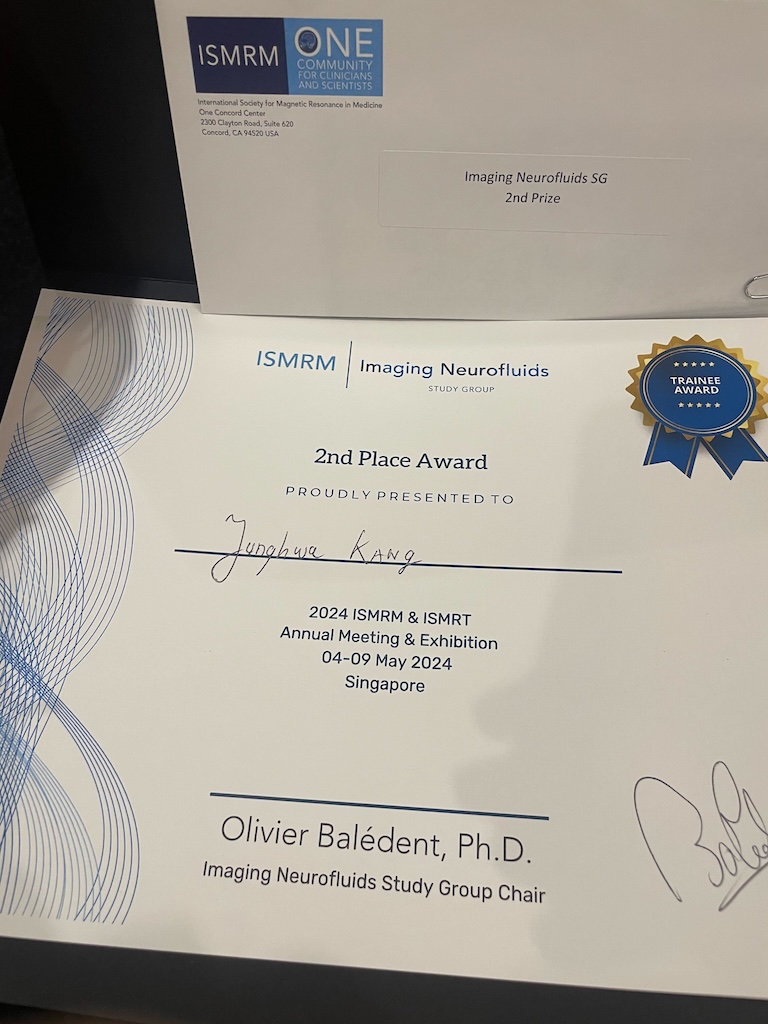 ISMRM
ONE
COMMUNITY
FOR CLINICIANS
AND SCIENTISTS
International Society for Magnetic Resonance in Medicine
One Concord Center
2300 Clayton Road, Suite 620
Concord, CA 94520 USA
Imaging Neurofluids SG
2nd Prize
ISMRM
Imaging Neurofluids
STUDY GROUP
TRAINEE
AWARD
2nd Place Award
PROUDLY PRESENTED TO
Junghwa KANG
2024 ISMRM & ISMRT
Annual Meeting & Exhibition
04-09 May 2024
Singapore
Olivier Balédent, Ph.D.
Imaging Neurofluids Study Group Chair